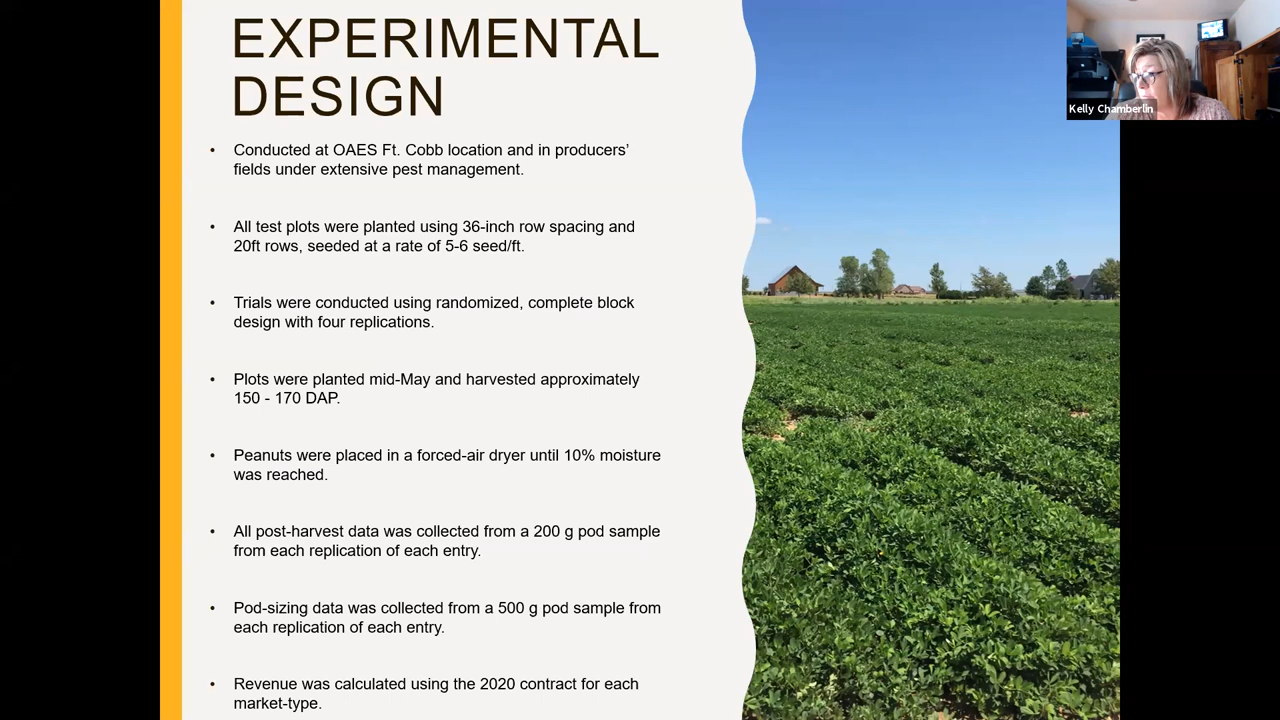 EXPERIMENTAL
DESIGN
Kelly Chamberlin
• Conducted at OAES Ft. Cobb location and in producers’
fields under extensive pest management.
• All test plots were planted using 36-inch row spacing and
20ft rows, seeded at a rate of 5-6 seed/ft.
• Trials were conducted using randomized, complete block
design with four replications.
• Plots were planted mid-May and harvested approximately
150 - 170 DAP.
• Peanuts were placed in a forced-air dryer until 10% moisture
was reached.
• All post-harvest data was collected from a 200 g pod sample
from each replication of each entry.
• Pod-sizing data was collected from a 500 g pod sample from
each replication of each entry.
• Revenue was calculated using the 2020 contract for each
market-type.